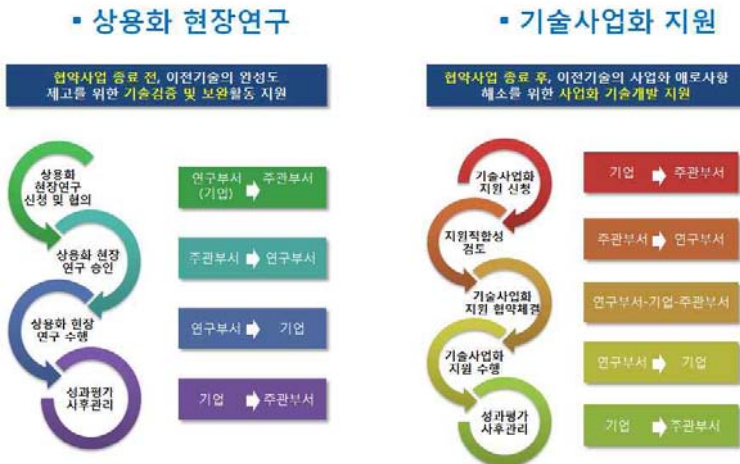 ▪ 상용화 현장연구
협약사업 종료 전, 이전기술의 완성도
제고를 위한 기술검증 및 보완활동 지원
상용화
현장연구
신청 및 협의
연구부서
(기업) ➡ 주관부서
상용화 현장
연구 승인
주관부서 ➡ 연구부서
상용화 현장
연구 수행
연구부서 ➡ 기업
성과평가
사후관리
기업 ➡ 주관부서
▪ 기술사업화 지원
협약사업 종료 후, 이전기술의 사업화 애로사항
해소를 위한 사업화 기술개발 지원
기술사업화
지원 신청
기업 ➡ 주관부서
지원적합성
검토
주관부서 ➡ 연구부서
기술사업화
지원 협약체결
연구부서-기업-주관부서
기술사업화
지원 수행
연구부서 ➡ 기업
성과평가
사후관리
기업 ➡ 주관부서